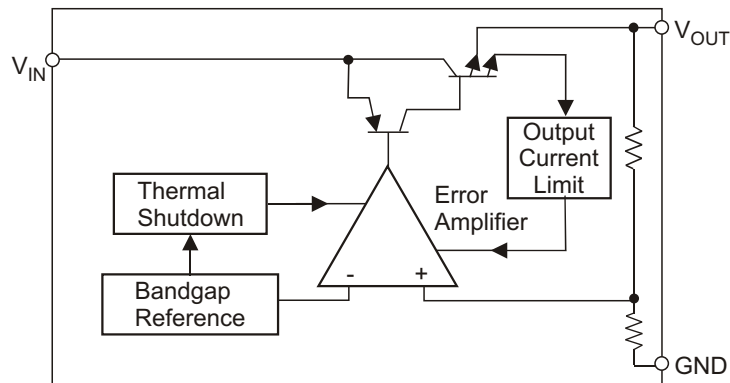 VOUT
VIN
Output
Current
Limit
Thermal
Shutdown
Error
Amplifier
- +
Bandgap
Reference
GND